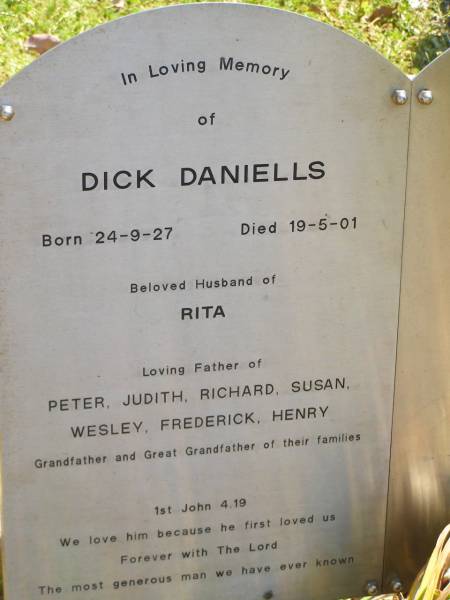 In Loving Memory
of
DICK DANIELLS
Born 24-9-27 Died 19-5-01
Beloved Husband of
RITA
Loving Father of
PETER, JUDITH, RICHARD, SUSAN,
WESLEY, FREDERICK, HENRY
Grandfather and Great Grandfather of their families
1st John 4.19
We love him because he first loved us
Forever with The Lord
The most generous man we have ever known